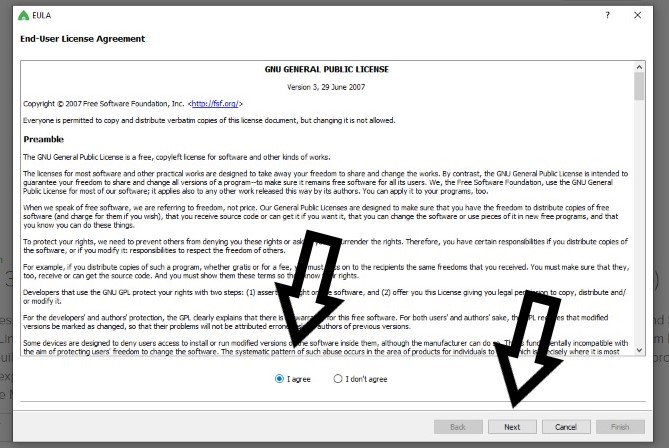 EULA
End-User License Agreement
GNU GENERAL PUBLIC LICENSE
Version 3, 29 June 2007
Copyright © 2007 Free Software Foundation, Inc. <http://fsf.org/>
Everyone is permitted to copy and distribute verbatim copies of this license document, but changing it is not allowed.
Preamble
The GNU General Public License is a free, copyleft license for software and other kinds of works.
The licenses for most software and other practical works are designed to take away your freedom to share and change the works. By contrast, the GNU General Public License is intended to
guarantee your freedom to share and change all versions of a program--to make sure it remains free software for all its users. We, the Free Software Foundation, use the GNU General
Public License for most of our software; it applies also to any other work released this way by its authors. You can apply it to your programs, too.
When we speak of free software, we are referring to freedom, not price. Our General Public Licenses are designed to make sure that you have the freedom to distribute copies of free
software (and charge for them if you wish), that you receive source code or can get it if you want it, that you can change the software or use pieces of it in new free programs, and that
you know you can do these things.
To protect your rights, we need to prevent others from denying you these rights or surrender the rights. Therefore, you have certain responsibilities if you distribute copies of
the software, or if you modify it: responsibilities to respect the freedom of others.
For example, if you distribute copies of such a program, whether gratis or for a fee, must on to the recipients the same freedoms that you received. You must make sure that they,
too, receive or can get the source code. And you must show them these terms so rights.
Developers that use the GNU GPL protect your rights with two steps: (1) assert on software, and (2) offer you this License giving you legal to copy, distribute and/
or modify it.
For the developers' and authors' protection, the GPL clearly explains that there is for this free software. For both users' and authors' sake, the requires that modified
versions be marked as changed, so that their problems will not be attributed authors of previous versions.
Some devices are designed to deny users access to install or run modified versions software inside them, although the manufacturer can do incompatible with
the aim of protecting users' freedom to change the software. The systematic pattern of such abuse occurs in the area of products for individuals to which is precisely where it is most
I agree
I don't agree
Back
Next
Cancel
Finish